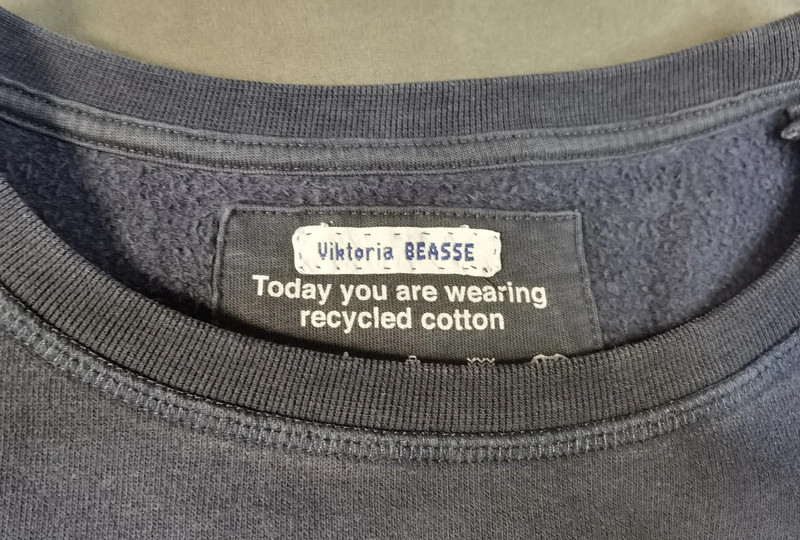 Viktoria BEASSE
Today you are wearing
recycled cotton